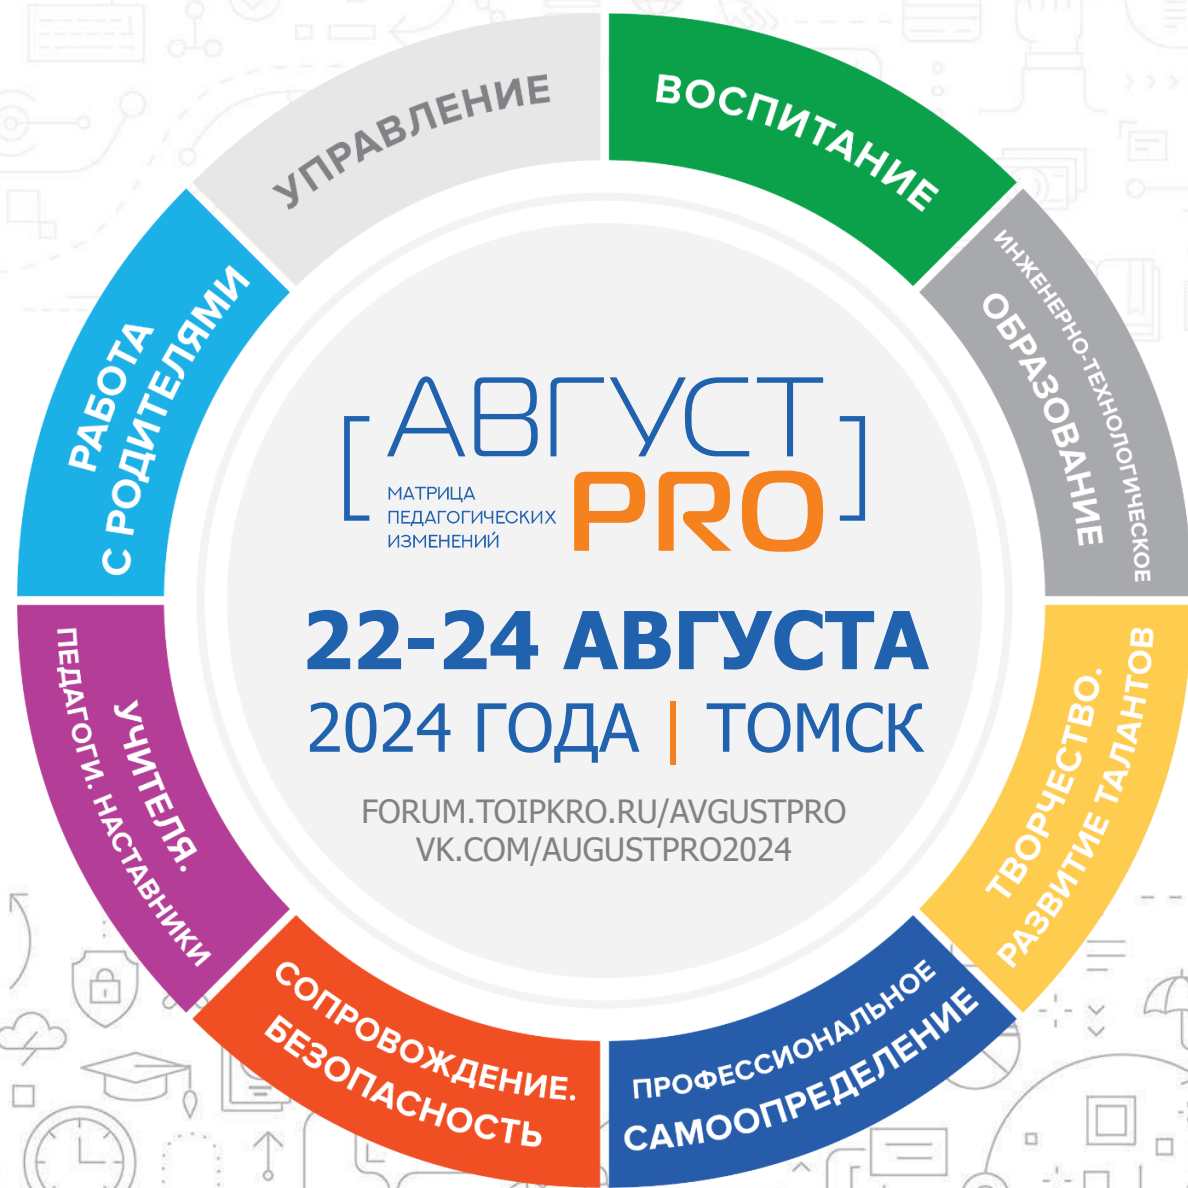 УПРАВЛЕНИЕ
ВОСПИТАНИЕ
ИНЖЕНЕРНО-ТЕХНОЛОГИЧЕСКОЕ
ОБРАЗОВАНИЕ
ТВОРЧЕСТВО.
РАЗВИТИЕ ТАЛАНТОВ
ПРОФЕССИОНАЛЬНОЕ
САМООПРЕДЕЛЕНИЕ
СОПРОВОЖДЕНИЕ.
БЕЗОПАСНОСТЬ
УЧИТЕЛЯ.
ПЕДАГОГИ. НАСТАВНИКИ
РАБОТА
С РОДИТЕЛЯМИ
[АВГУСТ
PRO]
МАТРИЦА
ПЕДАГОГИЧЕСКИХ
ИЗМЕНЕНИЙ
22-24 АВГУСТА
2024 ГОДА | ТОМСК
FORUM.TOIPKRO.RU/AVGUSTPRO
VK.COM/AUGUSTPRO2024